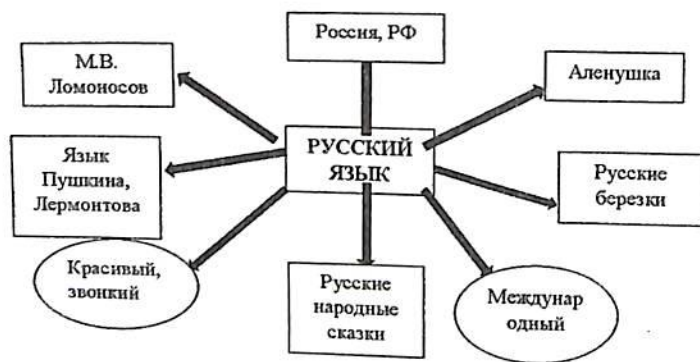 Россия, РФ
М.В.
Ломоносов
Аленушка
РУССКИЙ
ЯЗЫК
Язык
Пушкина,
Лермонтова
Русские
березки
Красивый,
звонкий
Русские
народные
сказки
Междунар
одный